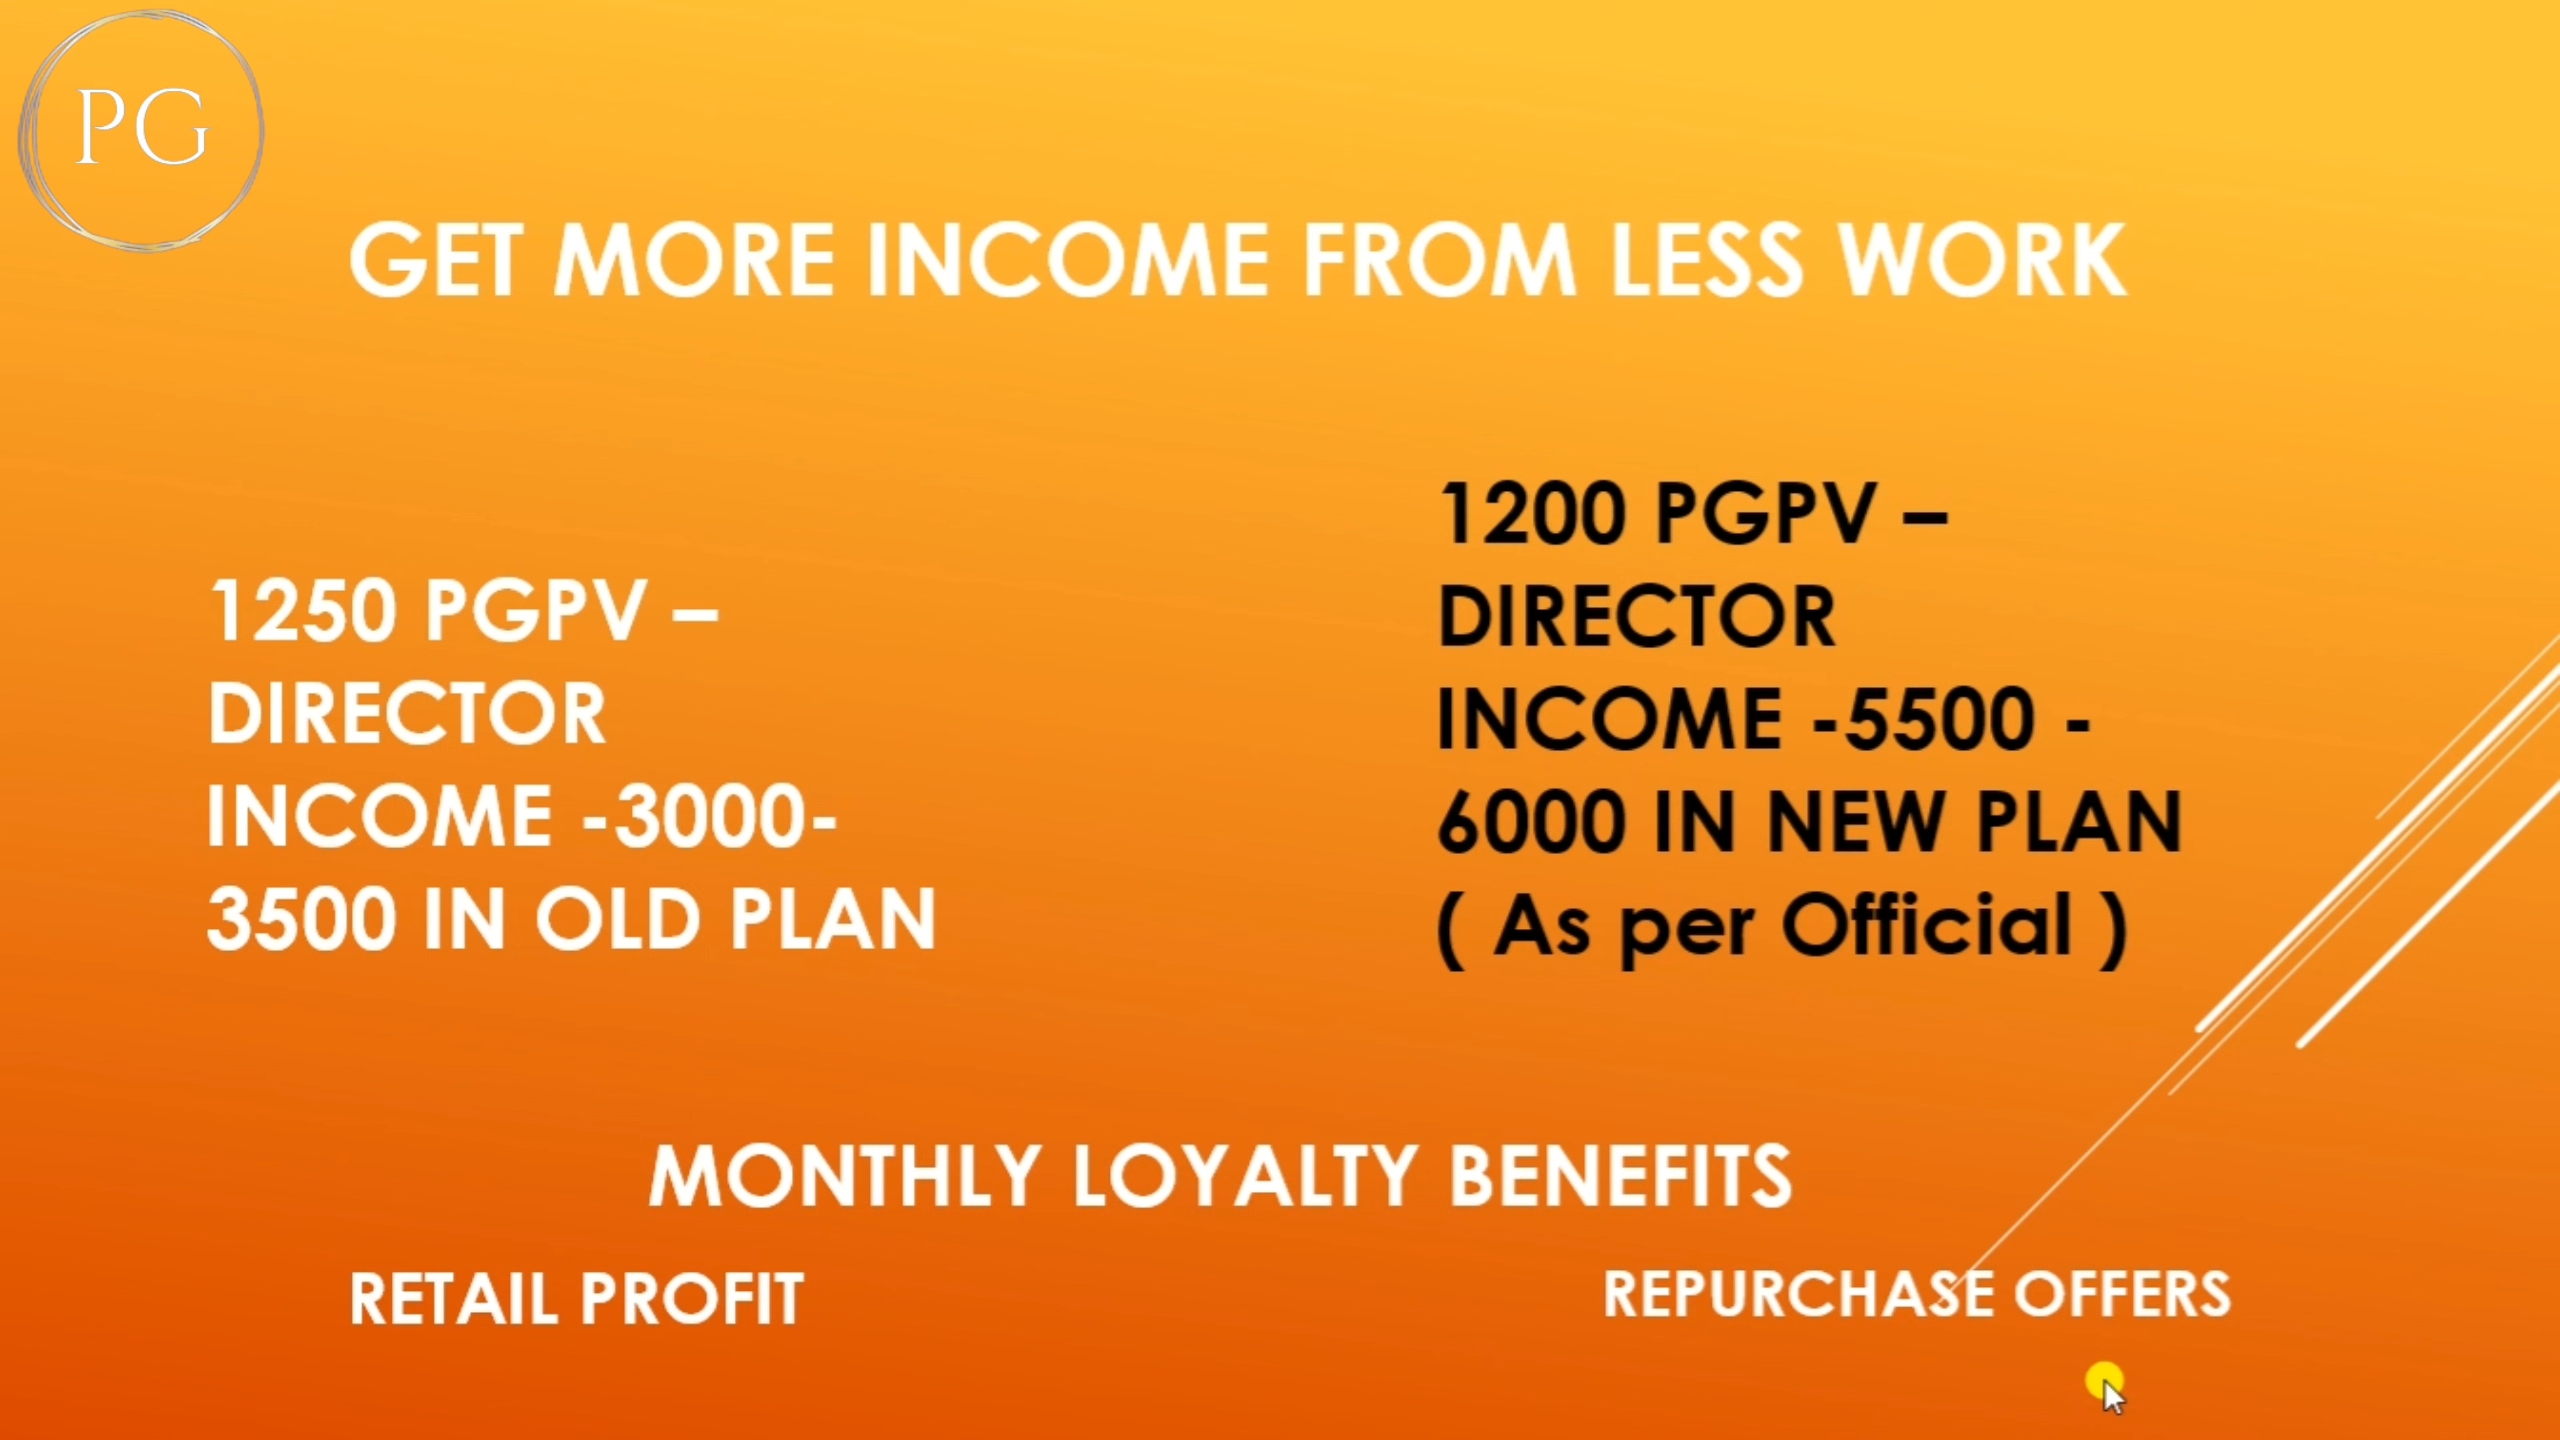 PG
GET MORE INCOME FROM LESS WORK
1250 PGPV –
DIRECTOR
INCOME -3000-
3500 IN OLD PLAN
1200 PGPV –
DIRECTOR
INCOME -5500 -
6000 IN NEW PLAN
( As per Official )
MONTHLY LOYALTY BENEFITS
RETAIL PROFIT
REPURCHASE OFFERS